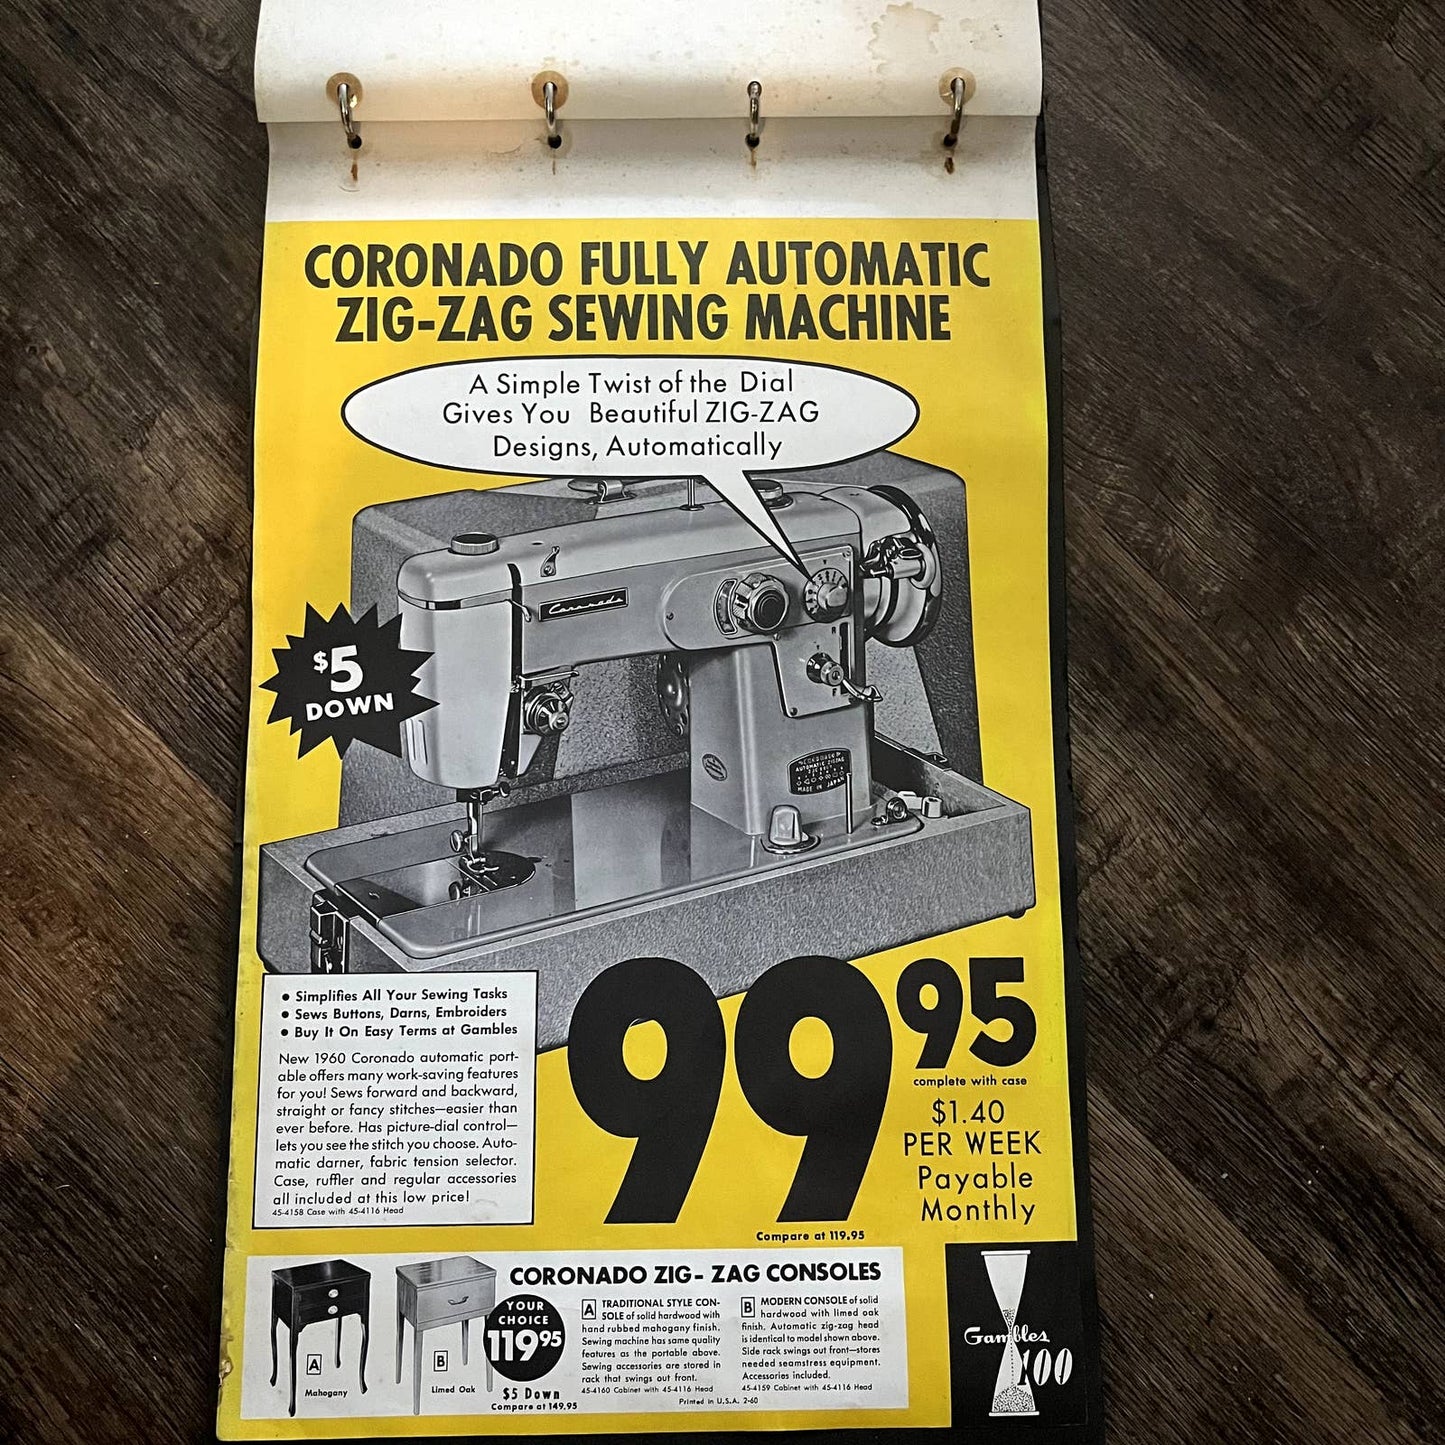 CORONADO FULLY AUTOMATIC
ZIG-ZAG SEWING MACHINE
A Simple Twist of the Dial
Gives You Beautiful ZIG-ZAG
Designs, Automatically
Coronado
$5
DOWN
R
F
AUTOMATIC ZIGZAG
MADE IN JAPAN
• Simplifies All Your Sewing Tasks
• Sews Buttons, Darns, Embroiders
• Buy It On Easy Terms at Gambles
New 1960 Coronado automatic port-
able offers many work-saving features
for you! Sews forward and backward,
straight or fancy stitches—easier than
ever before. Has picture-dial control—
lets you see the stitch you choose. Auto-
matic darner, fabric tension selector.
Case, ruffler and regular accessories
all included at this low price!
45-4158 Case with 45-4116 Head
99 95
complete with case
$1.40
PER WEEK
Payable
Monthly
Compare at 119.95
CORONADO ZIG- ZAG CONSOLES
A
Mahogany
B
Limed Oak
YOUR
CHOICE
119 95
$5 Down
Compare at 149.95
A TRADITIONAL STYLE CON-
SOLE of solid hardwood with
hand rubbed mahogany finish.
Sewing machine has same quality
features as the portable above.
Sewing accessories are stored in
rack that swings out from front.
45-4160 Cabinet with 45-4116 Head
B MODERN CONSOLE of solid
hardwood with limed oak
finish. Automatic zig-zag head
is identical to model shown above.
Side rack swings out front—stores
needed seamstress equipment.
Accessories included.
45-4159 Cabinet with 45-4116 Head
Printed in U.S.A. 2-60
Gambles
100